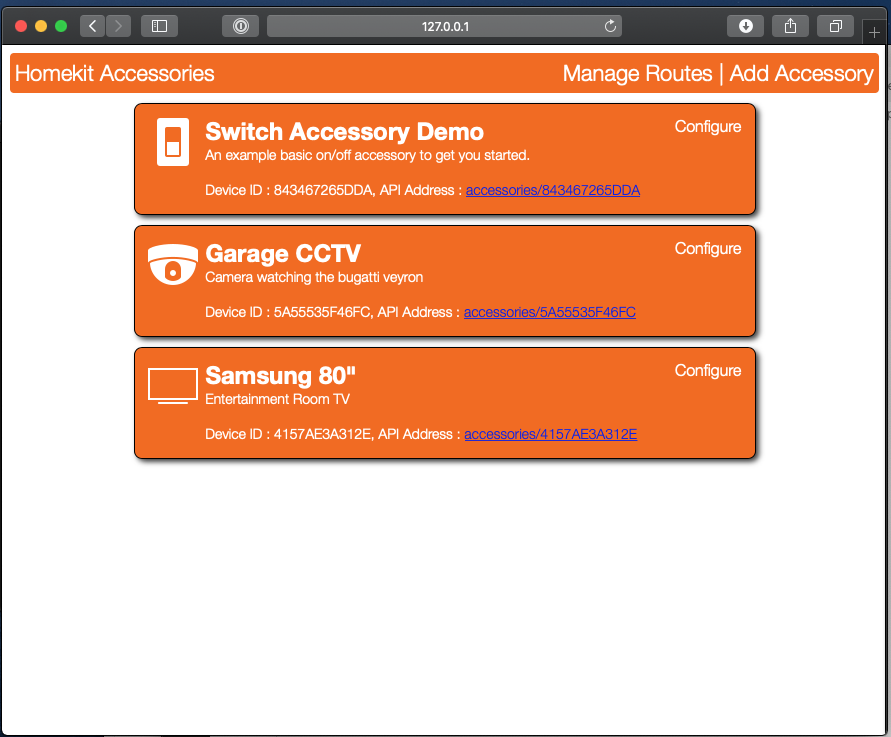 127.0.0.1
Homekit Accessories
Manage Routes | Add Accessory
Switch Accessory Demo
Configure
An example basic on/off accessory to get you started.
Device ID : 843467265DDA, API Address : accessories/843467265DDA
Garage CCTV
Configure
Camera watching the bugatti veyron
Device ID : 5A55535F46FC, API Address : accessories/5A55535F46FC
Samsung 80"
Configure
Entertainment Room TV
Device ID : 4157AE3A312E, API Address : accessories/4157AE3A312E